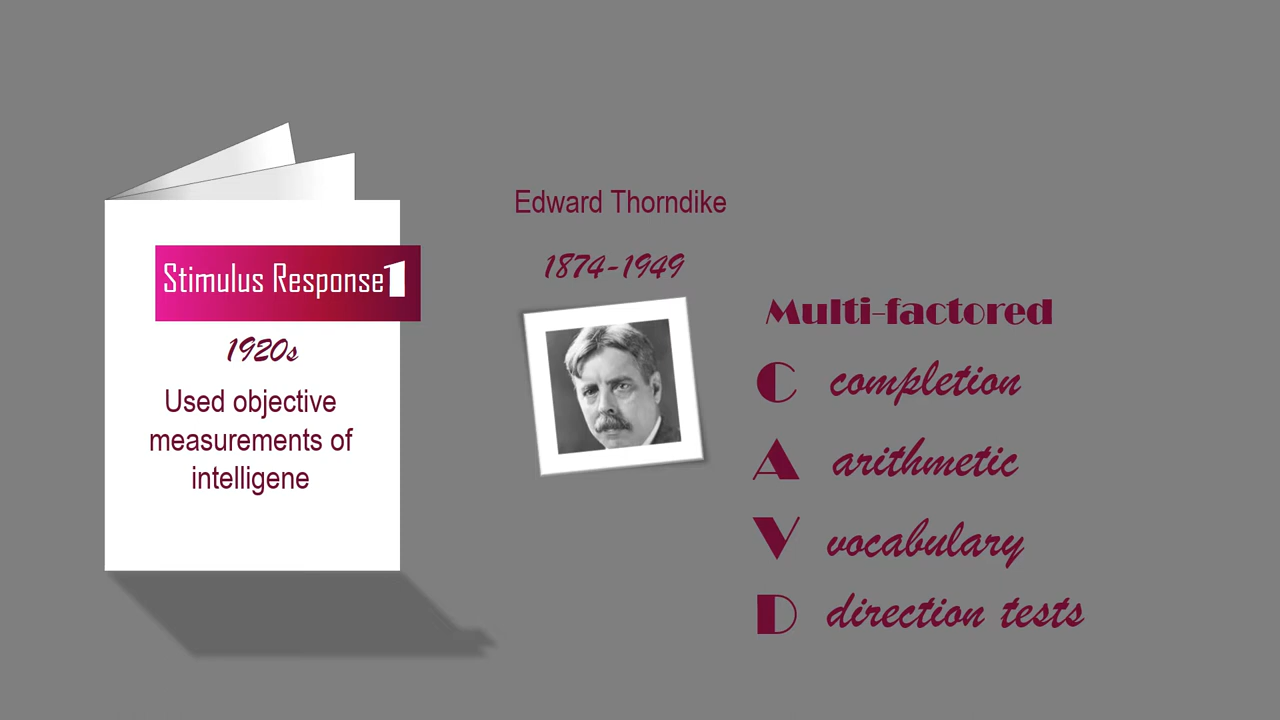 Stimulus Response1
1920s
Used objective
measurements of
intelligene
Edward Thorndike
1874-1949
Multi-factored
C completion
A arithmetic
V vocabulary
D direction tests